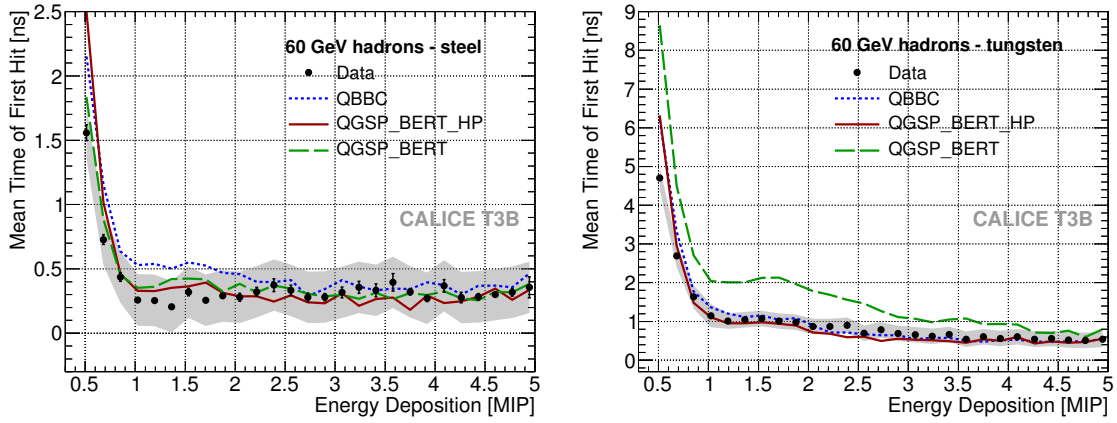 Mean Time of First Hit [ns]
2.5
2
1.5
1
0.5
0
60 GeV hadrons - steel
Data
QBBC
QGSP_BERT_HP
QGSP_BERT
CALICE T3B
0.5 1 1.5 2 2.5 3 3.5 4 4.5 5
Energy Deposition [MIP]
Mean Time of First Hit [ns]
9
8
7
6
5
4
3
2
1
0
60 GeV hadrons - tungsten
Data
QBBC
QGSP_BERT_HP
QGSP_BERT
CALICE T3B
0.5 1 1.5 2 2.5 3 3.5 4 4.5 5
Energy Deposition [MIP]